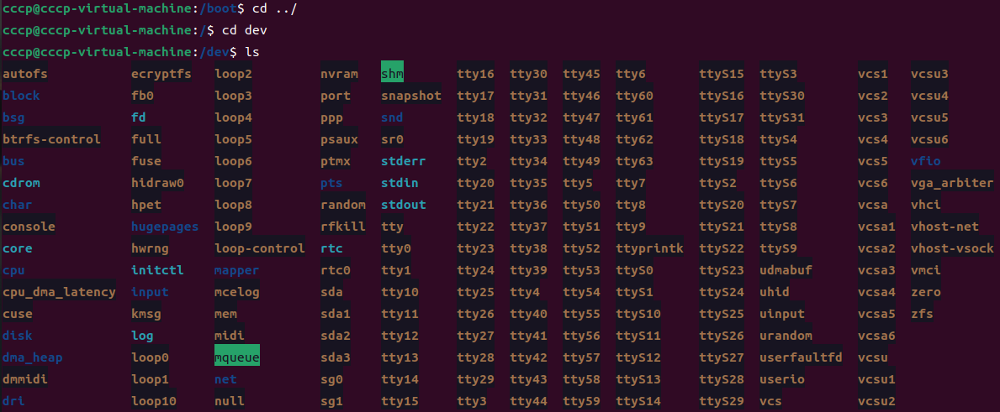 cccp@cccp-virtual-machine:/boot$ cd ../
cccp@cccp-virtual-machine:/$ cd dev
cccp@cccp-virtual-machine:/dev$ ls
autofs ecryptfs loop2 nvram shm tty16 tty30 tty45 tty6 ttyS15 ttyS3 vcs1 vcsu3
block fb0 loop3 port snapshot tty17 tty31 tty46 tty60 ttyS16 ttyS30 vcs2 vcsu4
bsg fd loop4 ppp snd tty18 tty32 tty47 tty61 ttyS17 ttyS31 vcs3 vcsu5
btrfs-control full loop5 psaux sr0 tty19 tty33 tty48 tty62 ttyS18 ttyS4 vcs4 vcsu6
bus fuse loop6 ptmx stderr tty2 tty34 tty49 tty63 ttyS19 ttyS5 vcs5 vfio
cdrom hidraw0 loop7 pts stdin tty20 tty35 tty5 tty7 ttyS2 ttyS6 vcs6 vga_arbiter
char hpet loop8 random stdout tty21 tty36 tty50 tty8 ttyS20 ttyS7 vcsa vhci
console hugepages loop9 rfkill tty tty22 tty37 tty51 tty9 ttyS21 ttyS8 vcsa1 vhost-net
core hwrng loop-control rtc tty0 tty23 tty38 tty52 ttyprintk ttyS22 ttyS9 vcsa2 vhost-vsock
cpu initctl mapper rtc0 tty1 tty24 tty39 tty53 ttyS0 ttyS23 udmabuf vcsa3 vmci
cpu_dma_latency input mcelog sda tty10 tty25 tty4 tty54 ttyS1 ttyS24 uhid vcsa4 zero
cuse kmsg mem sda1 tty11 tty26 tty40 tty55 ttyS10 ttyS25 uinput vcsa5 zfs
disk log midi sda2 tty12 tty27 tty41 tty56 ttyS11 ttyS26 urandom vcsa6
dma_heap loop0 mqueue sda3 tty13 tty28 tty42 tty57 ttyS12 ttyS27 userfaultfd vcsu
dmmidi loop1 net sg0 tty14 tty29 tty43 tty58 ttyS13 ttyS28 userio vcsu1
dri loop10 null sg1 tty15 tty3 tty44 tty59 ttyS14 ttyS29 vcs vcsu2